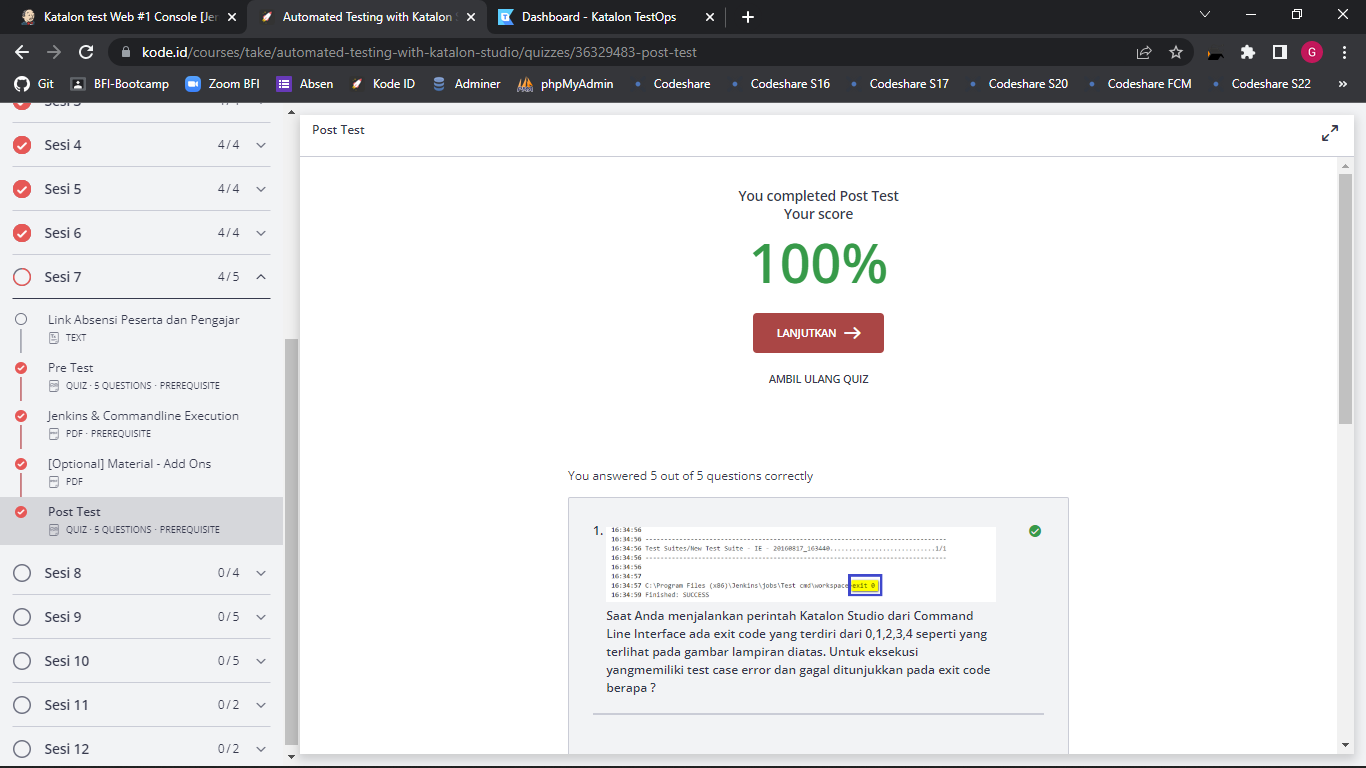 Katalon test Web #1 Console [Jen
Automated Testing with Katalon S
Dashboard - Katalon TestOps
kode.id/courses/take/automated-testing-with-katalon-studio/quizzes/36329483-post-test
G
Git
BFI-Bootcamp
Zoom BFI
Absen
Kode ID
Adminer
phpMyAdmin
Codeshare
Codeshare S16
Codeshare S17
Codeshare S20
Codeshare FCM
Codeshare S22
»
Sesi 4 4 / 4
Sesi 5 4 / 4
Sesi 6 4 / 4
Sesi 7 4 / 5
Link Absensi Peserta dan Pengajar
TEXT
Pre Test
QUIZ · 5 QUESTIONS · PREREQUISITE
Jenkins & Commandline Execution
PDF · PREREQUISITE
[Optional] Material - Add Ons
PDF
Post Test
QUIZ · 5 QUESTIONS · PREREQUISITE
Sesi 8 0 / 4
Sesi 9 0 / 5
Sesi 10 0 / 5
Sesi 11 0 / 2
Sesi 12 0 / 2
Post Test
You completed Post Test
Your score
100%
LANJUTKAN
AMBIL ULANG QUIZ
You answered 5 out of 5 questions correctly
1.
16:34:56
16:34:56 --------------------------------------------------------------------------------
16:34:56 Test Suites/New Test Suite - IE - 20160817_163440............................1/1
16:34:56 --------------------------------------------------------------------------------
16:34:56
16:34:57
16:34:57 C:\Program Files (x86)\Jenkins\jobs\Test cmd\workspace>exit 0
16:34:59 Finished: SUCCESS
Saat Anda menjalankan perintah Katalon Studio dari Command
Line Interface ada exit code yang terdiri dari 0,1,2,3,4 seperti yang
terlihat pada gambar lampiran diatas. Untuk eksekusi
yangmemiliki test case error dan gagal ditunjukkan pada exit code
berapa ?